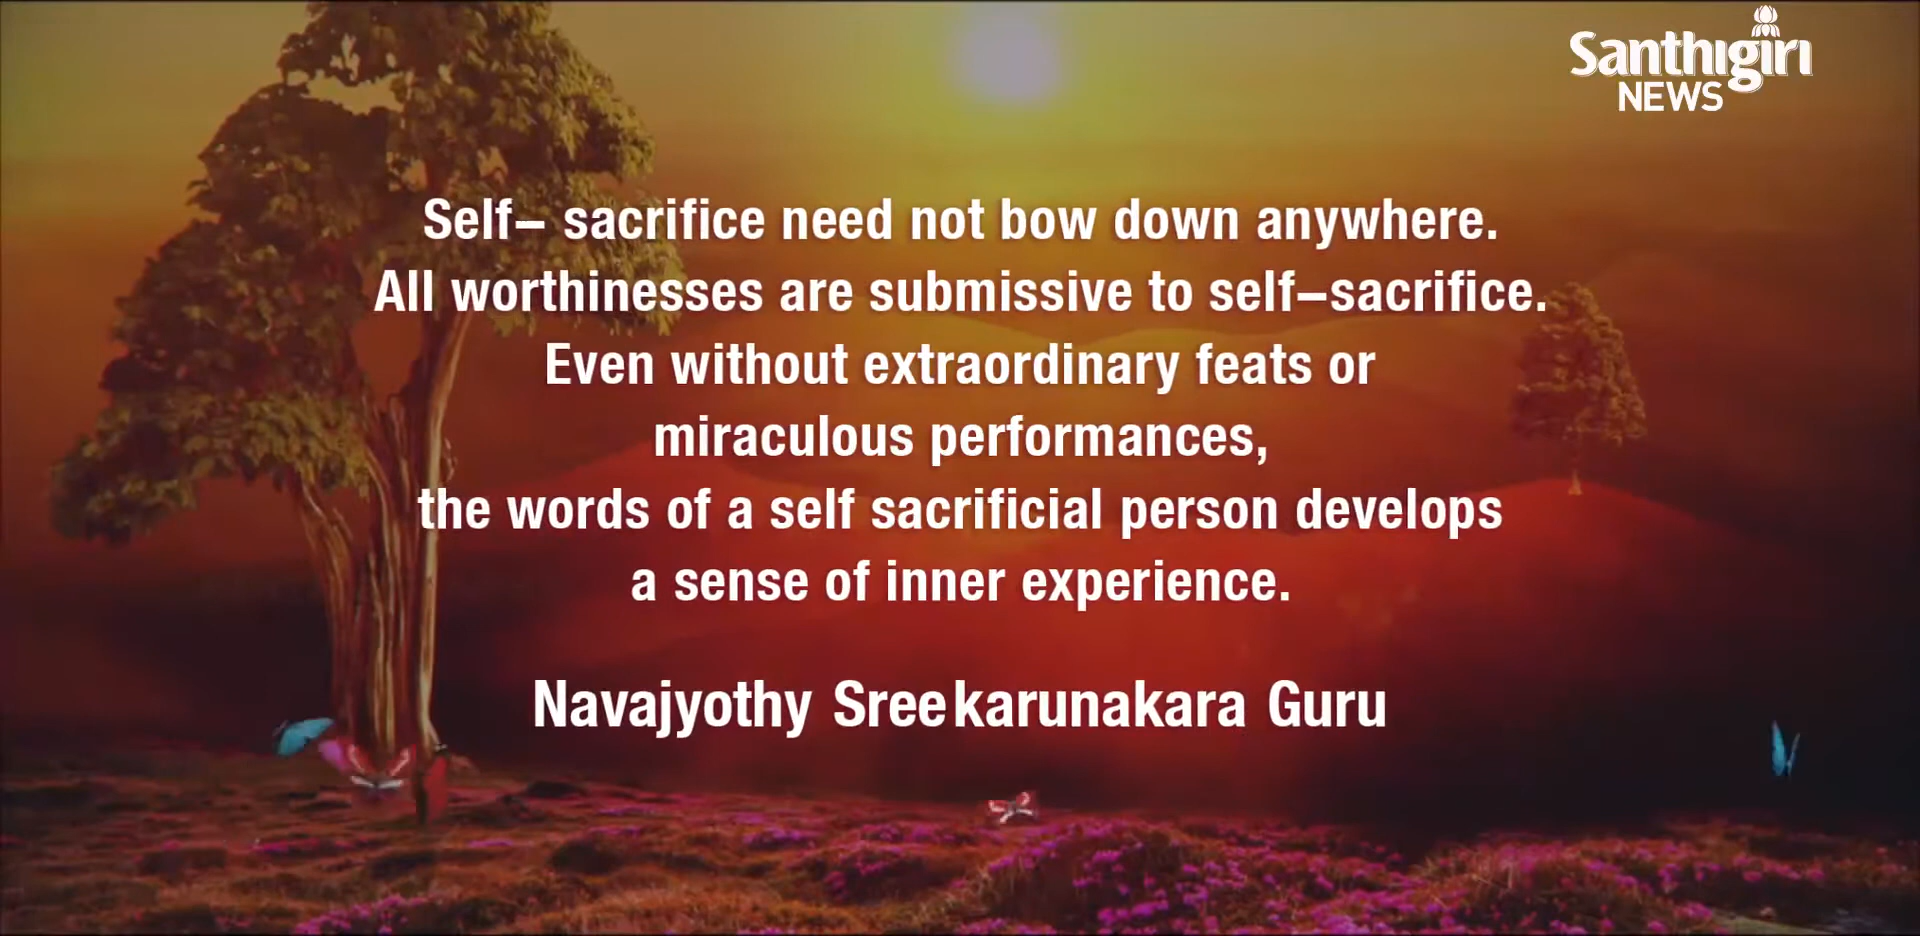 Santhigiri
NEWS
Self– sacrifice need not bow down anywhere.
All worthinesses are submissive to self–sacrifice.
Even without extraordinary feats or
miraculous performances,
the words of a self sacrificial person develops
a sense of inner experience.
Navajyothy Sreekarunakara Guru